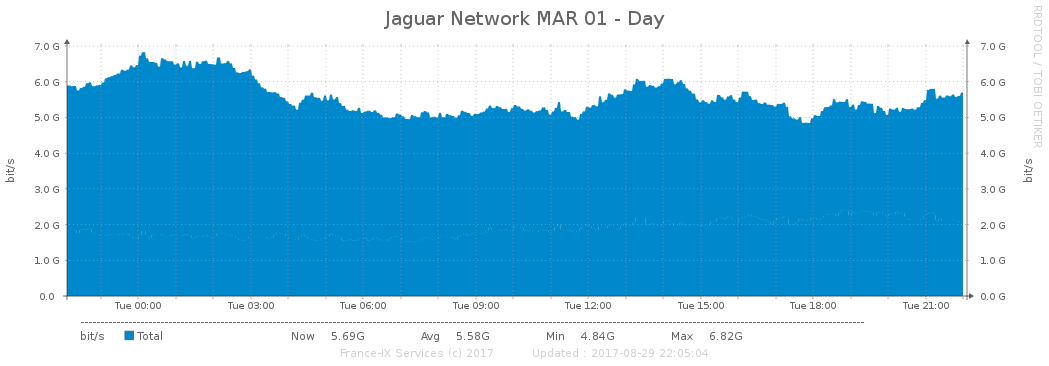 Jaguar Network MAR 01 - Day
RRDTOOL / TOBI OETIKER
7.0 G 7.0 G
6.0 G 6.0 G
5.0 G 5.0 G
4.0 G 4.0 G
bit/s bit/s
3.0 G 3.0 G
2.0 G 2.0 G
1.0 G 1.0 G
0.0 0.0 G
Tue 00:00 Tue 03:00 Tue 06:00 Tue 09:00 Tue 12:00 Tue 15:00 Tue 18:00 Tue 21:00
bit/s Total Now 5.69G Avg 5.58G Min 4.84G Max 6.82G
France-IX Services (c) 2017 Updated : 2017-08-29 22:05:04